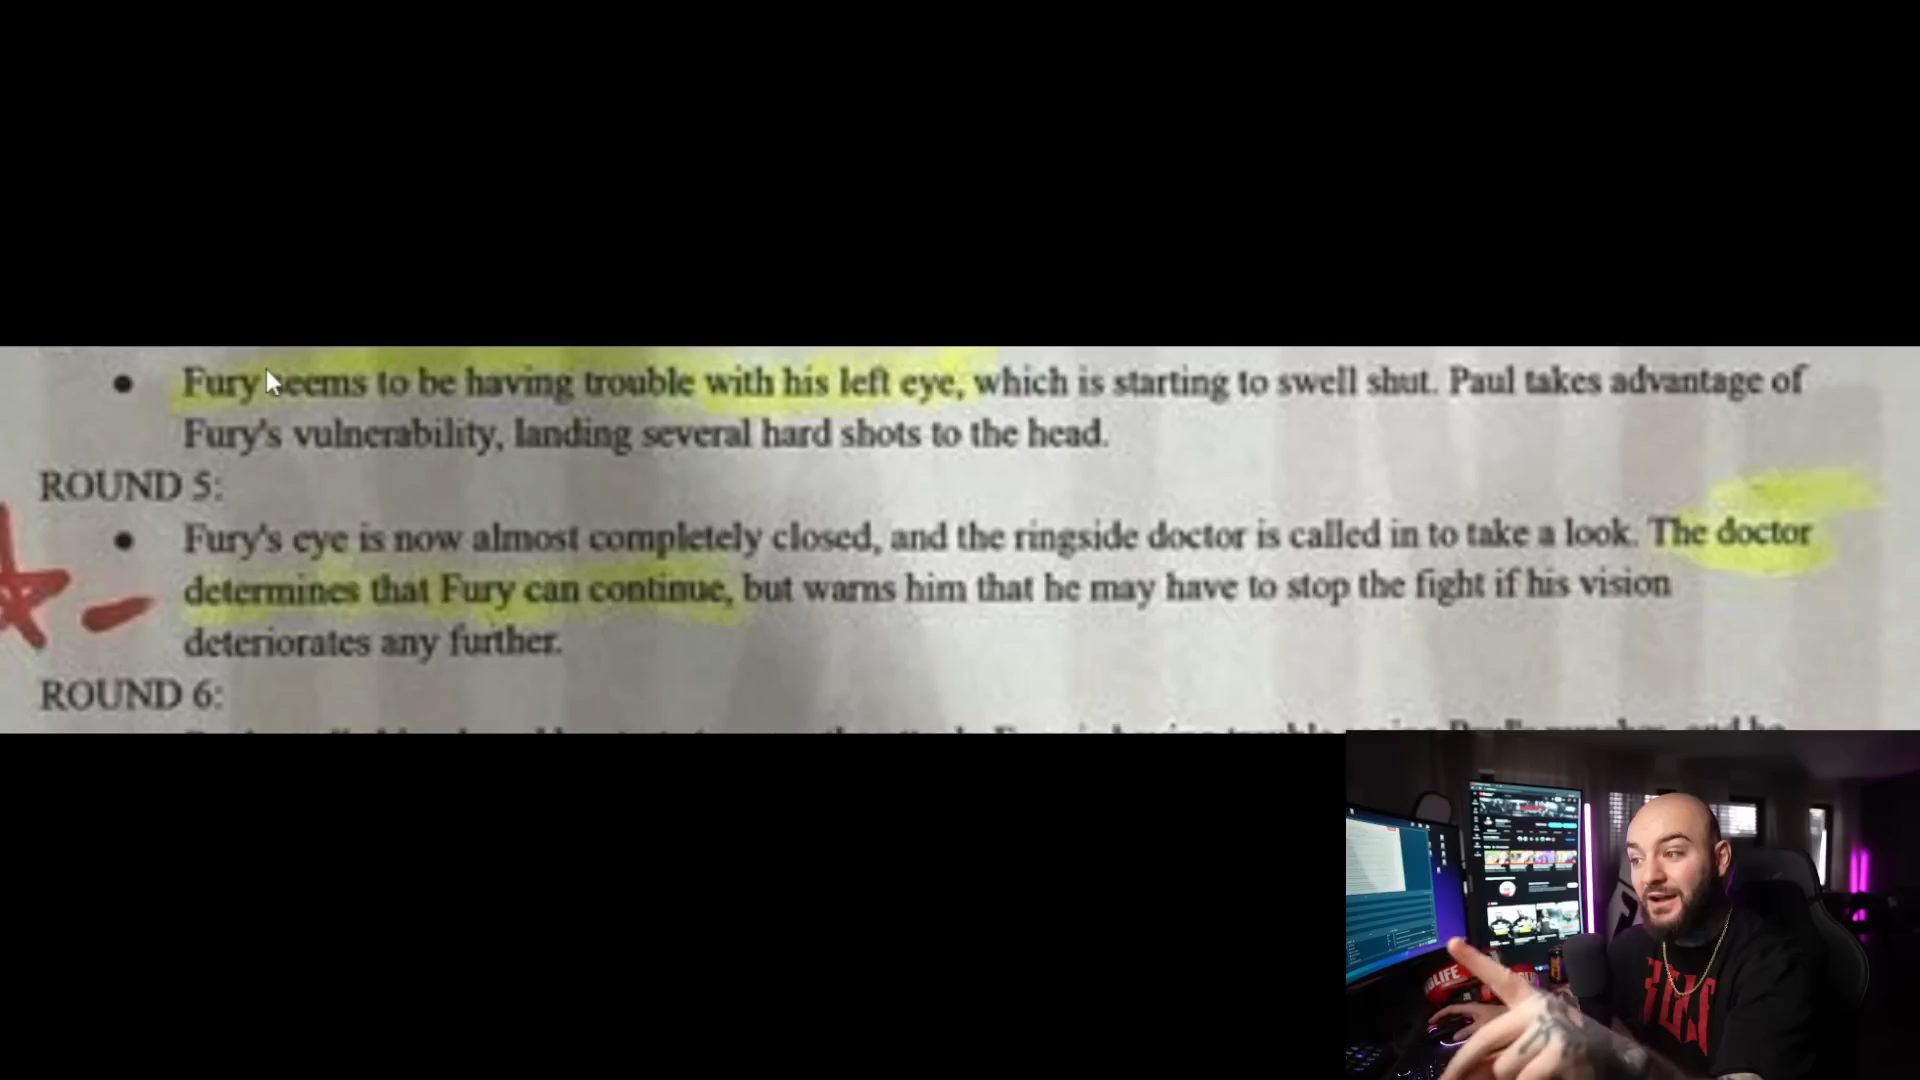 Fury seems to be having trouble with his left eye, which is starting to swell shut. Paul takes advantage of
Fury's vulnerability, landing several hard shots to the head.
ROUND 5:
Fury's eye is now almost completely closed, and the ringside doctor is called in to take a look. The doctor
determines that Fury can continue, but warns him that he may have to stop the fight if his vision
deteriorates any further.
ROUND 6: